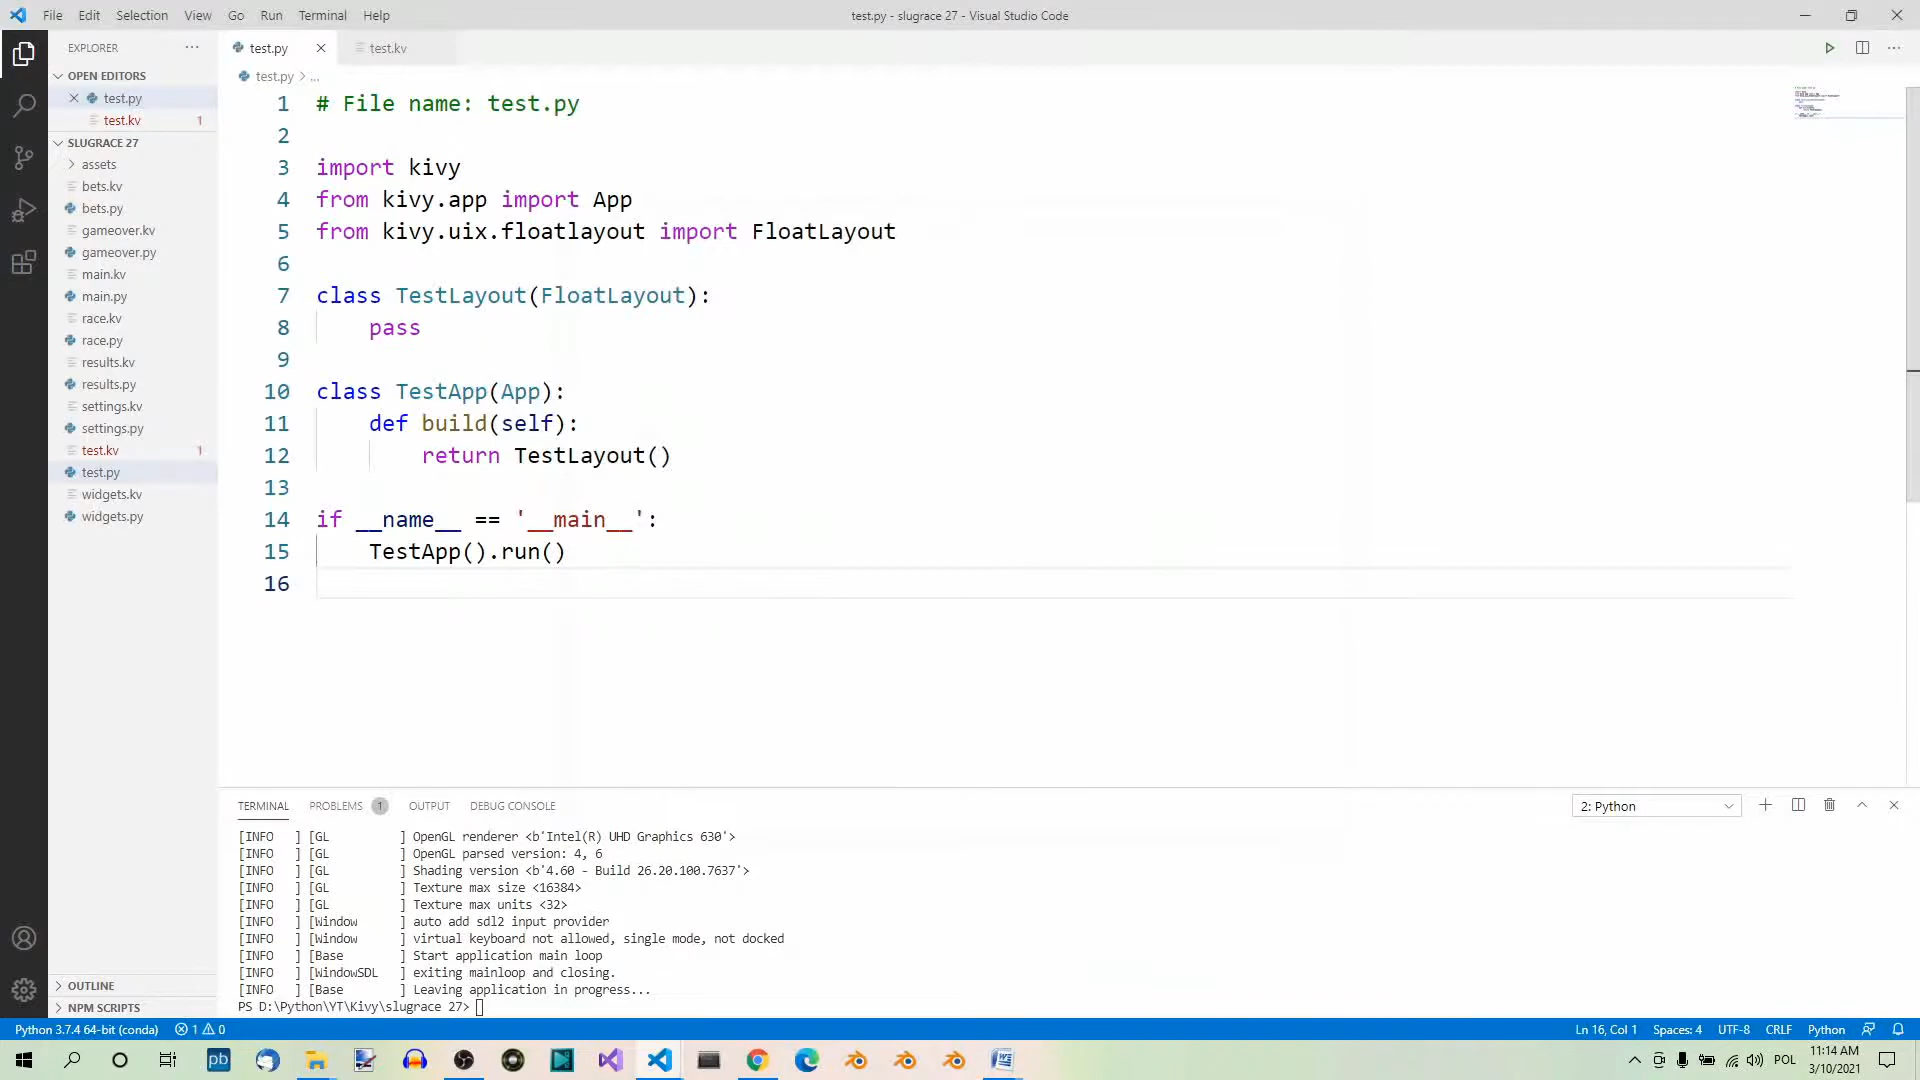 File Edit Selection View Go Run Terminal Help
test.py - slugrace 27 - Visual Studio Code
EXPLORER
OPEN EDITORS
test.py
test.kv 1
SLUGRACE 27
assets
bets.kv
bets.py
gameover.kv
gameover.py
main.kv
main.py
race.kv
race.py
results.kv
results.py
settings.kv
settings.py
test.kv 1
test.py
widgets.kv
widgets.py
OUTLINE
NPM SCRIPTS
test.py test.kv
test.py > ...
1 # File name: test.py
2
3 import kivy
4 from kivy.app import App
5 from kivy.uix.floatlayout import FloatLayout
6
7 class TestLayout(FloatLayout):
8 pass
9
10 class TestApp(App):
11 def build(self):
12 return TestLayout()
13
14 if __name__ == '__main__':
15 TestApp().run()
16
TERMINAL PROBLEMS 1 OUTPUT DEBUG CONSOLE
2: Python
[INFO ] [GL ] OpenGL renderer <b'Intel(R) UHD Graphics 630'>
[INFO ] [GL ] OpenGL parsed version: 4, 6
[INFO ] [GL ] Shading version <b'4.60 - Build 26.20.100.7637'>
[INFO ] [GL ] Texture max size <16384>
[INFO ] [GL ] Texture max units <32>
[INFO ] [Window ] auto add sdl2 input provider
[INFO ] [Window ] virtual keyboard not allowed, single mode, not docked
[INFO ] [Base ] Start application main loop
[INFO ] [WindowSDL ] exiting mainloop and closing.
[INFO ] [Base ] Leaving application in progress...
PS D:\Python\YT\Kivy\slugrace 27>
Python 3.7.4 64-bit (conda) 1 0
Ln 16, Col 1 Spaces: 4 UTF-8 CRLF Python
pb
POL
11:14 AM
3/10/2021